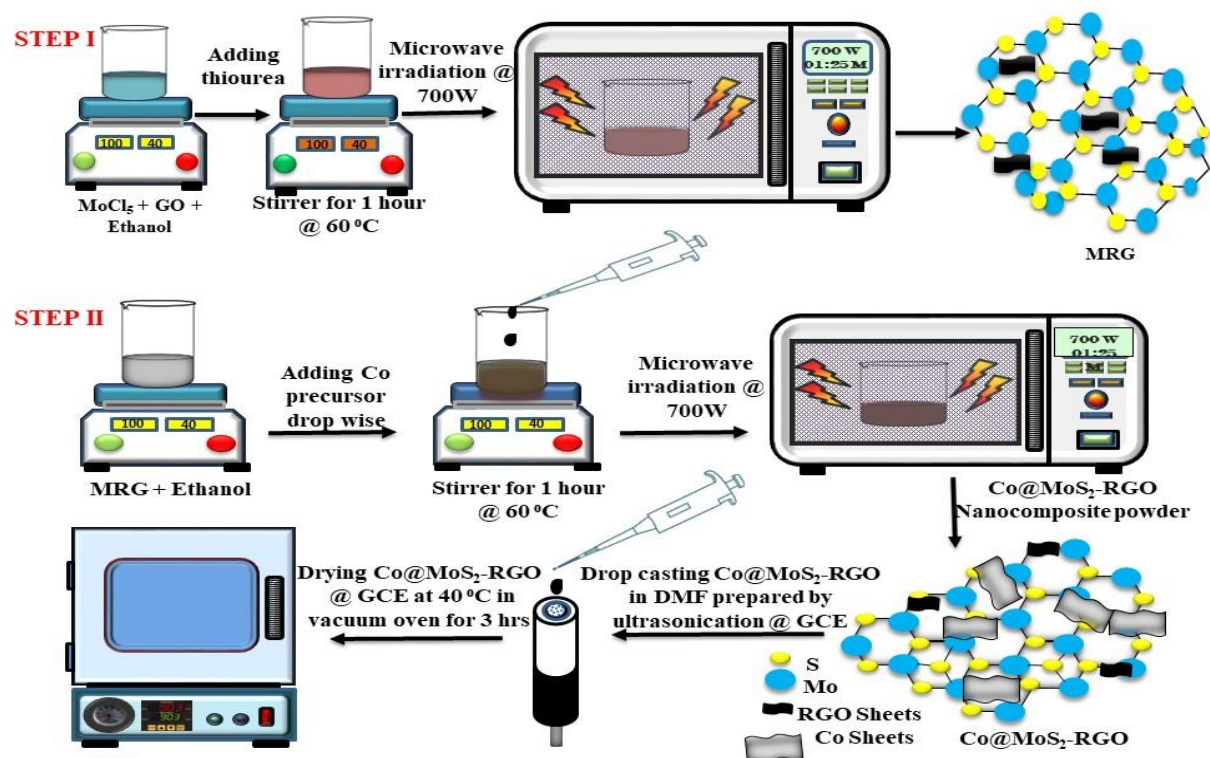 STEP I
Adding
thiourea
Microwave
irradiation @
700W
700 W
01:25 M
100 40
100 40
MoCl₅ + GO +
Ethanol
Stirrer for 1 hour
@ 60 ⁰C
MRG
STEP II
Adding Co
precursor
drop wise
Microwave
irradiation @
700W
700 W
01:25
M
100 40
100 40
MRG + Ethanol
Stirrer for 1 hour
@ 60⁰C
Co@MoS₂-RGO
Nanocomposite powder
Drying Co@MoS₂-RGO
@ GCE at 40 ⁰C in
vacuum oven for 3 hrs
Drop casting Co@MoS₂-RGO
in DMF prepared by
ultrasonication @ GCE
903
S
Mo
RGO Sheets
Co Sheets
Co@MoS₂-RGO